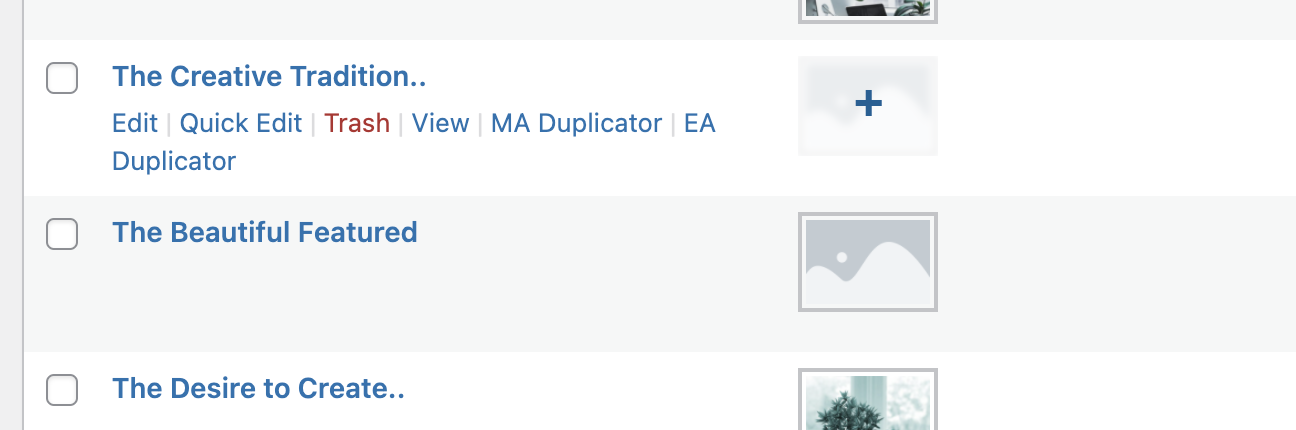 The Creative Tradition..
Edit | Quick Edit | Trash | View | MA Duplicator | EA
Duplicator
The Beautiful Featured
The Desire to Create..